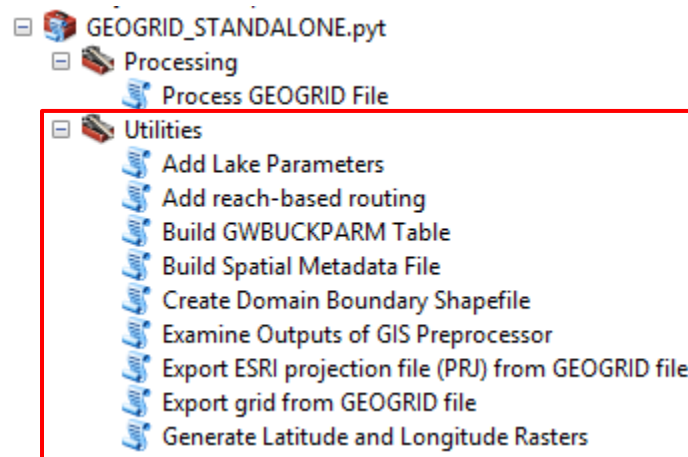 GEOGRID_STANDALONE.pyt
Processing
Process GEOGRID File
Utilities
Add Lake Parameters
Add reach-based routing
Build GWBUCKPARM Table
Build Spatial Metadata File
Create Domain Boundary Shapefile
Examine Outputs of GIS Preprocessor
Export ESRI projection file (PRJ) from GEOGRID file
Export grid from GEOGRID file
Generate Latitude and Longitude Rasters